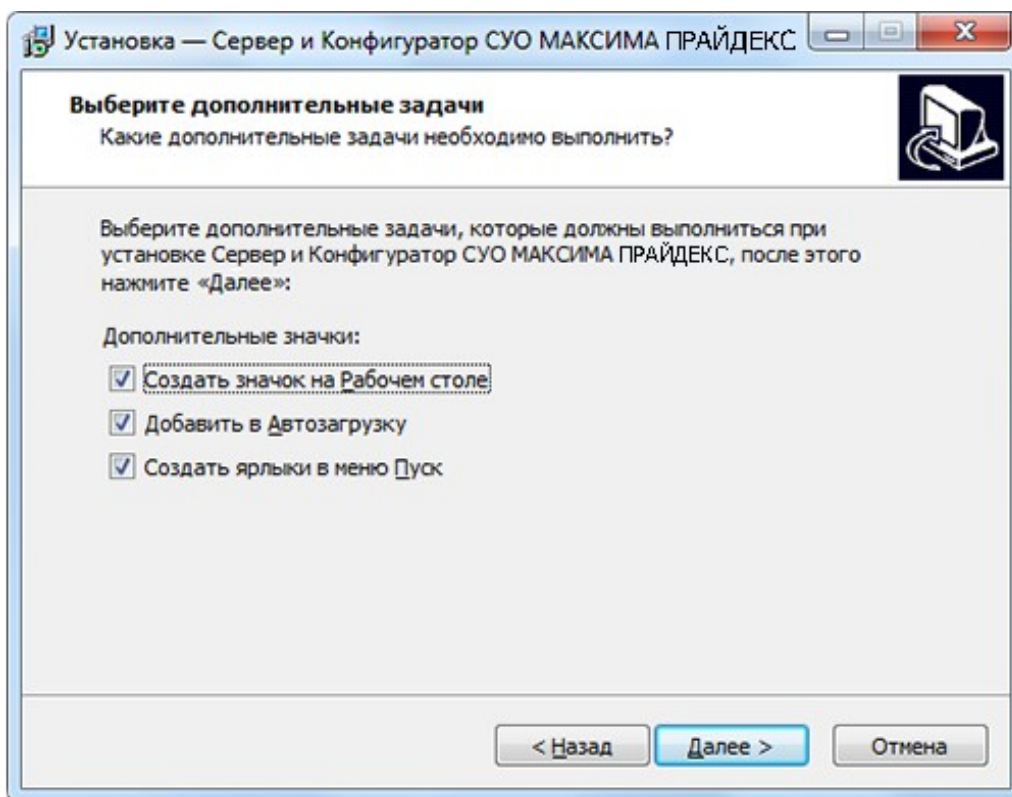 Установка — Сервер и Конфигуратор СУО МАКСИМА ПРАЙДЕКС
Выберите дополнительные задачи
Какие дополнительные задачи необходимо выполнить?
Выберите дополнительные задачи, которые должны выполниться при
установке Сервер и Конфигуратор СУО МАКСИМА ПРАЙДЕКС, после этого
нажмите «Далее»:
Дополнительные значки:
Создать значок на Рабочем столе
Добавить в Автозагрузку
Создать ярлыки в меню Пуск
< Назад Далее > Отмена